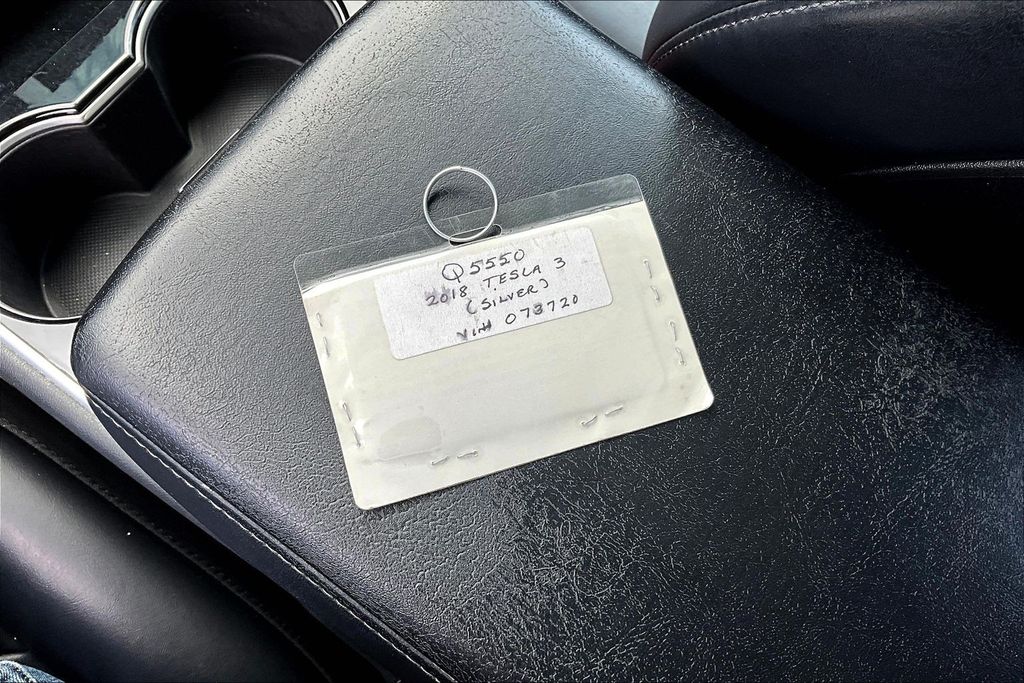 Q5550
2018 TESLA 3
(SILVER)
VIN# 073720